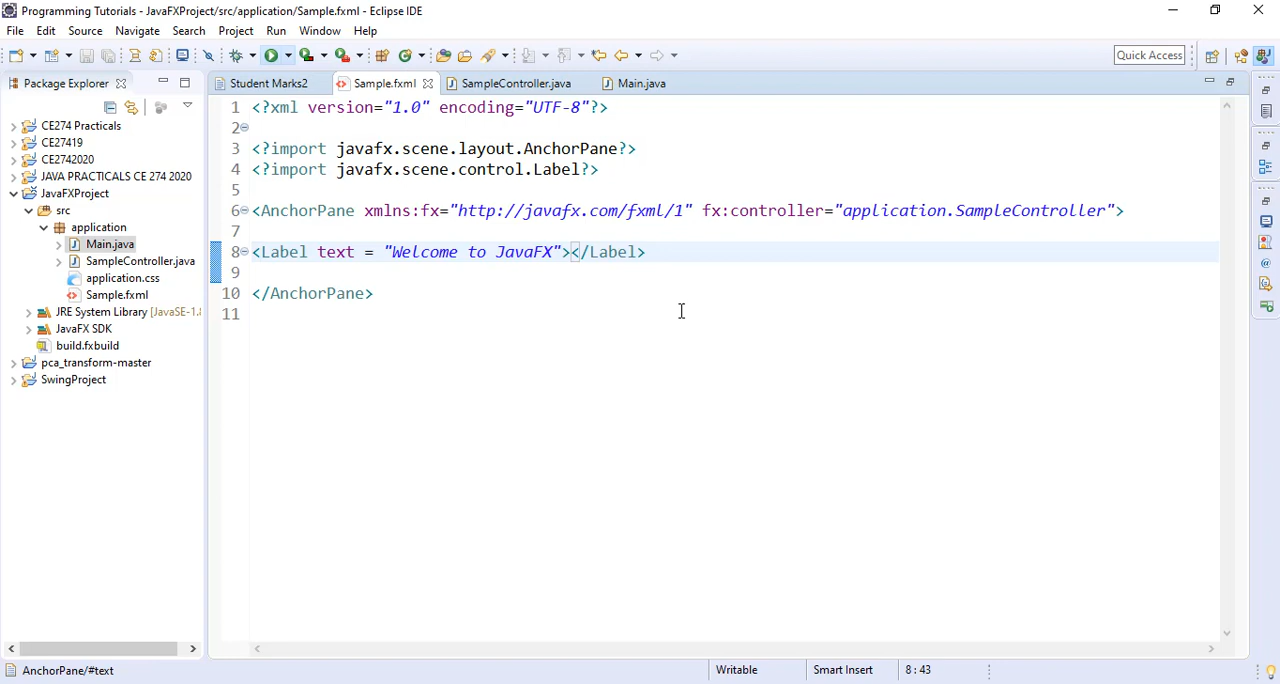 Programming Tutorials - JavaFXProject/src/application/Sample.fxml - Eclipse IDE
File Edit Source Navigate Search Project Run Window Help
Quick Access
Package Explorer
Student Marks2 Sample.fxml SampleController.java Main.java
CE274 Practicals
CE27419
CE2742020
JAVA PRACTICALS CE 274 2020
JavaFXProject
src
application
Main.java
SampleController.java
application.css
Sample.fxml
JRE System Library [JavaSE-1.8
JavaFX SDK
build.fxbuild
pca_transform-master
SwingProject
1 <?xml version="1.0" encoding="UTF-8"?>
2
3 <?import javafx.scene.layout.AnchorPane?>
4 <?import javafx.scene.control.Label?>
5
6 <AnchorPane xmlns:fx="http://javafx.com/fxml/1" fx:controller="application.SampleController">
7
8 <Label text = "Welcome to JavaFX"></Label>
9
10 </AnchorPane>
11
AnchorPane/#text
Writable
Smart Insert
8 : 43